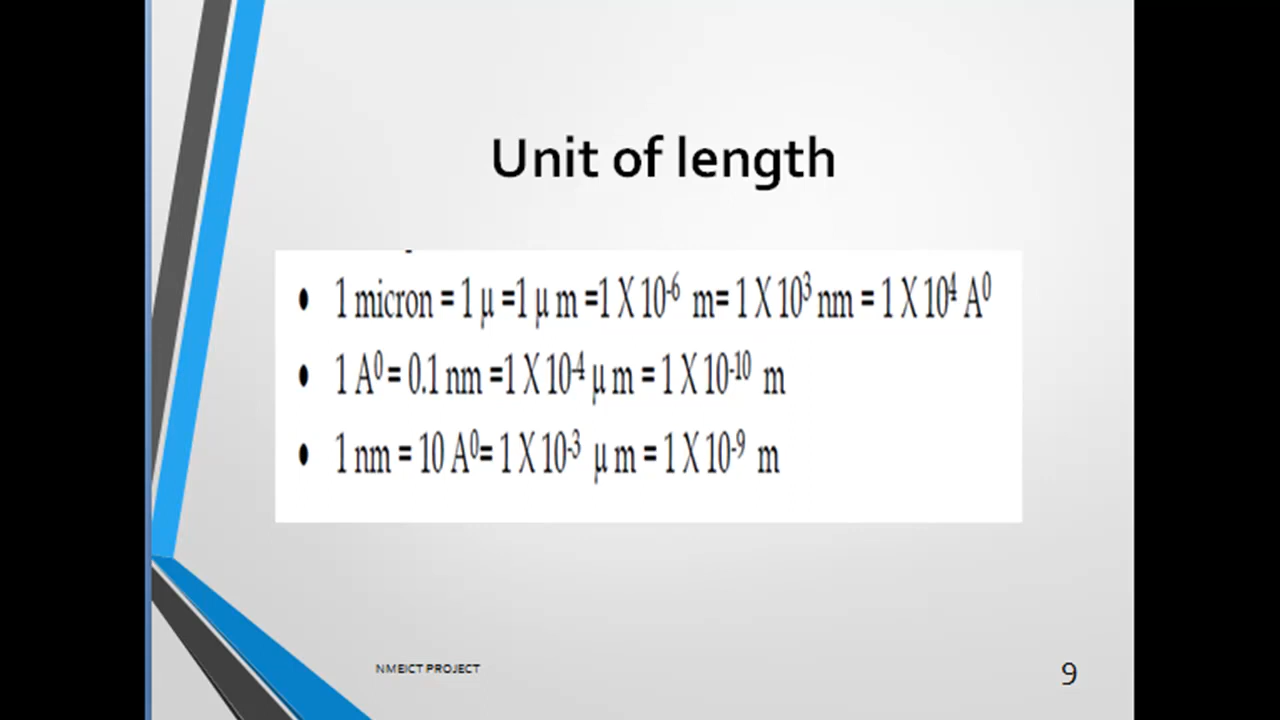 Unit of length
• 1 micron = 1 µ =1 µ m =1 X 10⁻⁶ m= 1 X 10³ nm = 1 X 10⁴ A⁰
• 1 A⁰= 0.1 nm =1 X 10⁻⁴ µ m = 1 X 10⁻¹⁰ m
• 1 nm = 10 A⁰= 1 X 10⁻³ µ m = 1 X 10⁻⁹ m
NMEICT PROJECT
9